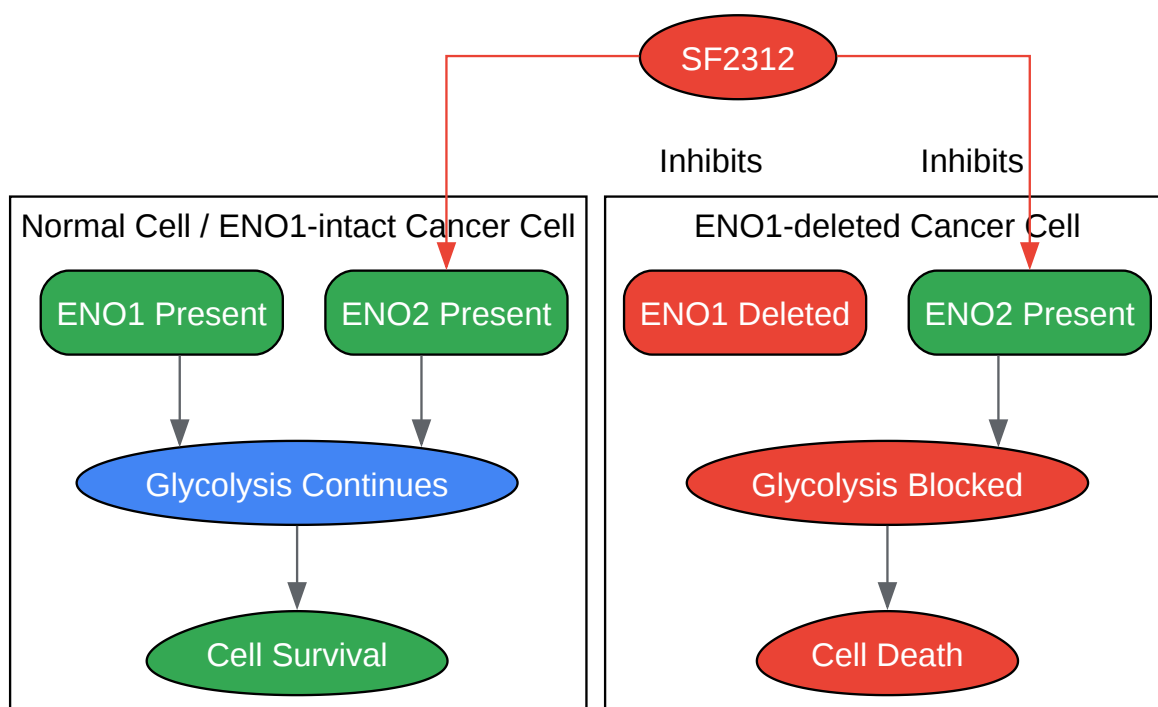 SF2312
Inhibits
Inhibits
Normal Cell / ENO1-intact Cancer Cell
ENO1 Present
ENO2 Present
Glycolysis Continues
Cell Survival
ENO1-deleted Cancer Cell
ENO1 Deleted
ENO2 Present
Glycolysis Blocked
Cell Death